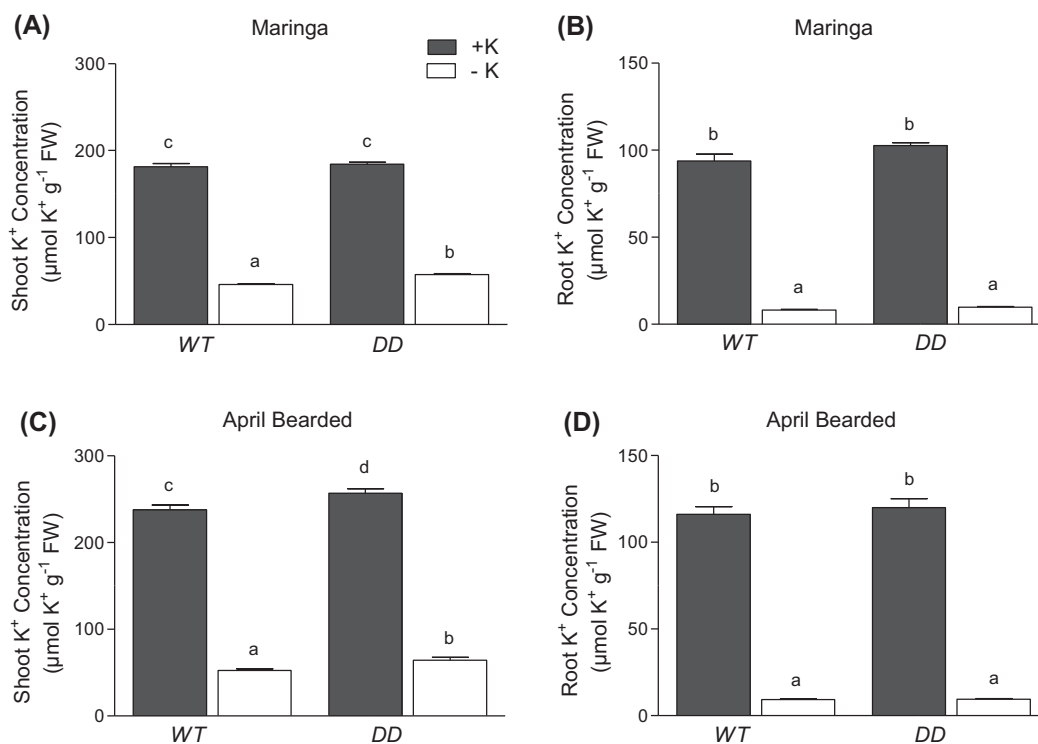 (A)
Maringa
+K
- K
Shoot K⁺ Concentration
(μmol K⁺ g⁻¹ FW)
300
200
100
0
c
a
c
b
WT
DD
(B)
Maringa
Root K⁺ Concentration
(μmol K⁺ g⁻¹ FW)
150
100
50
0
b
a
b
a
WT
DD
(C)
April Bearded
Shoot K⁺ Concentration
(μmol K⁺ g⁻¹ FW)
300
200
100
0
c
a
d
b
WT
DD
(D)
April Bearded
Root K⁺ Concentration
(μmol K⁺ g⁻¹ FW)
150
100
50
0
b
a
b
a
WT
DD